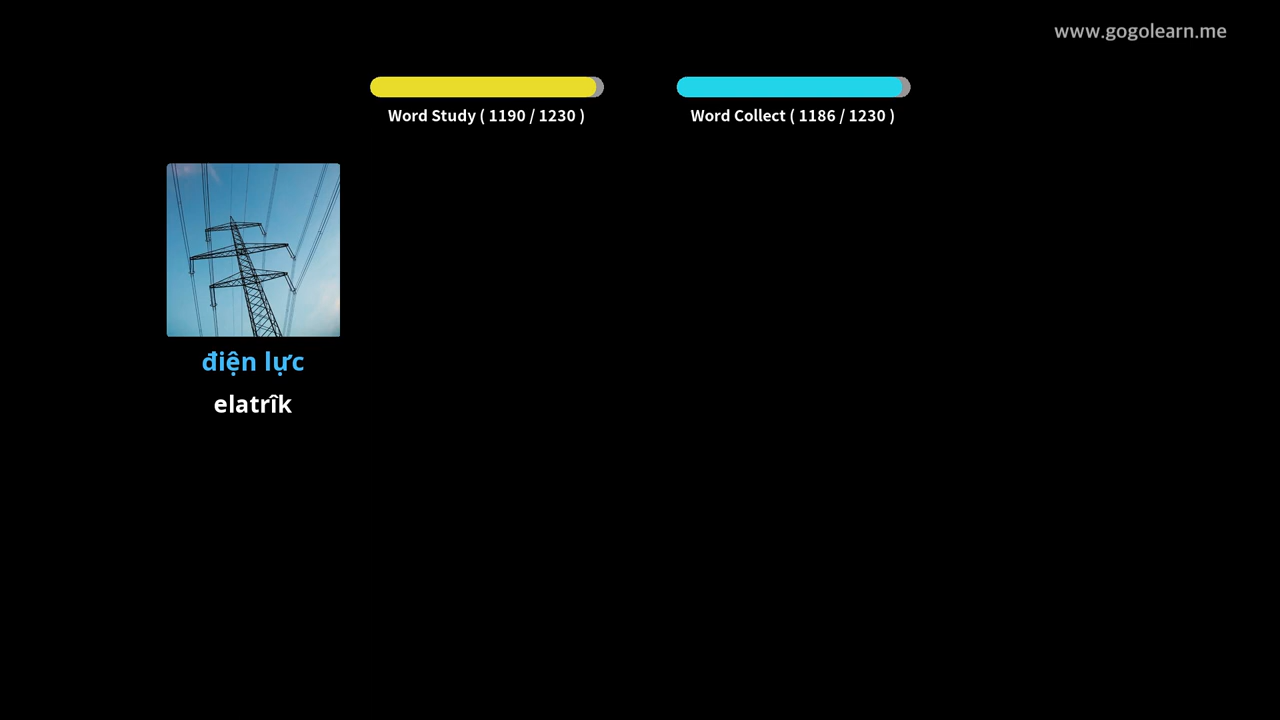 www.gogolearn.me
Word Study ( 1190 / 1230 )
Word Collect ( 1186 / 1230 )
điện lực
elatrîk